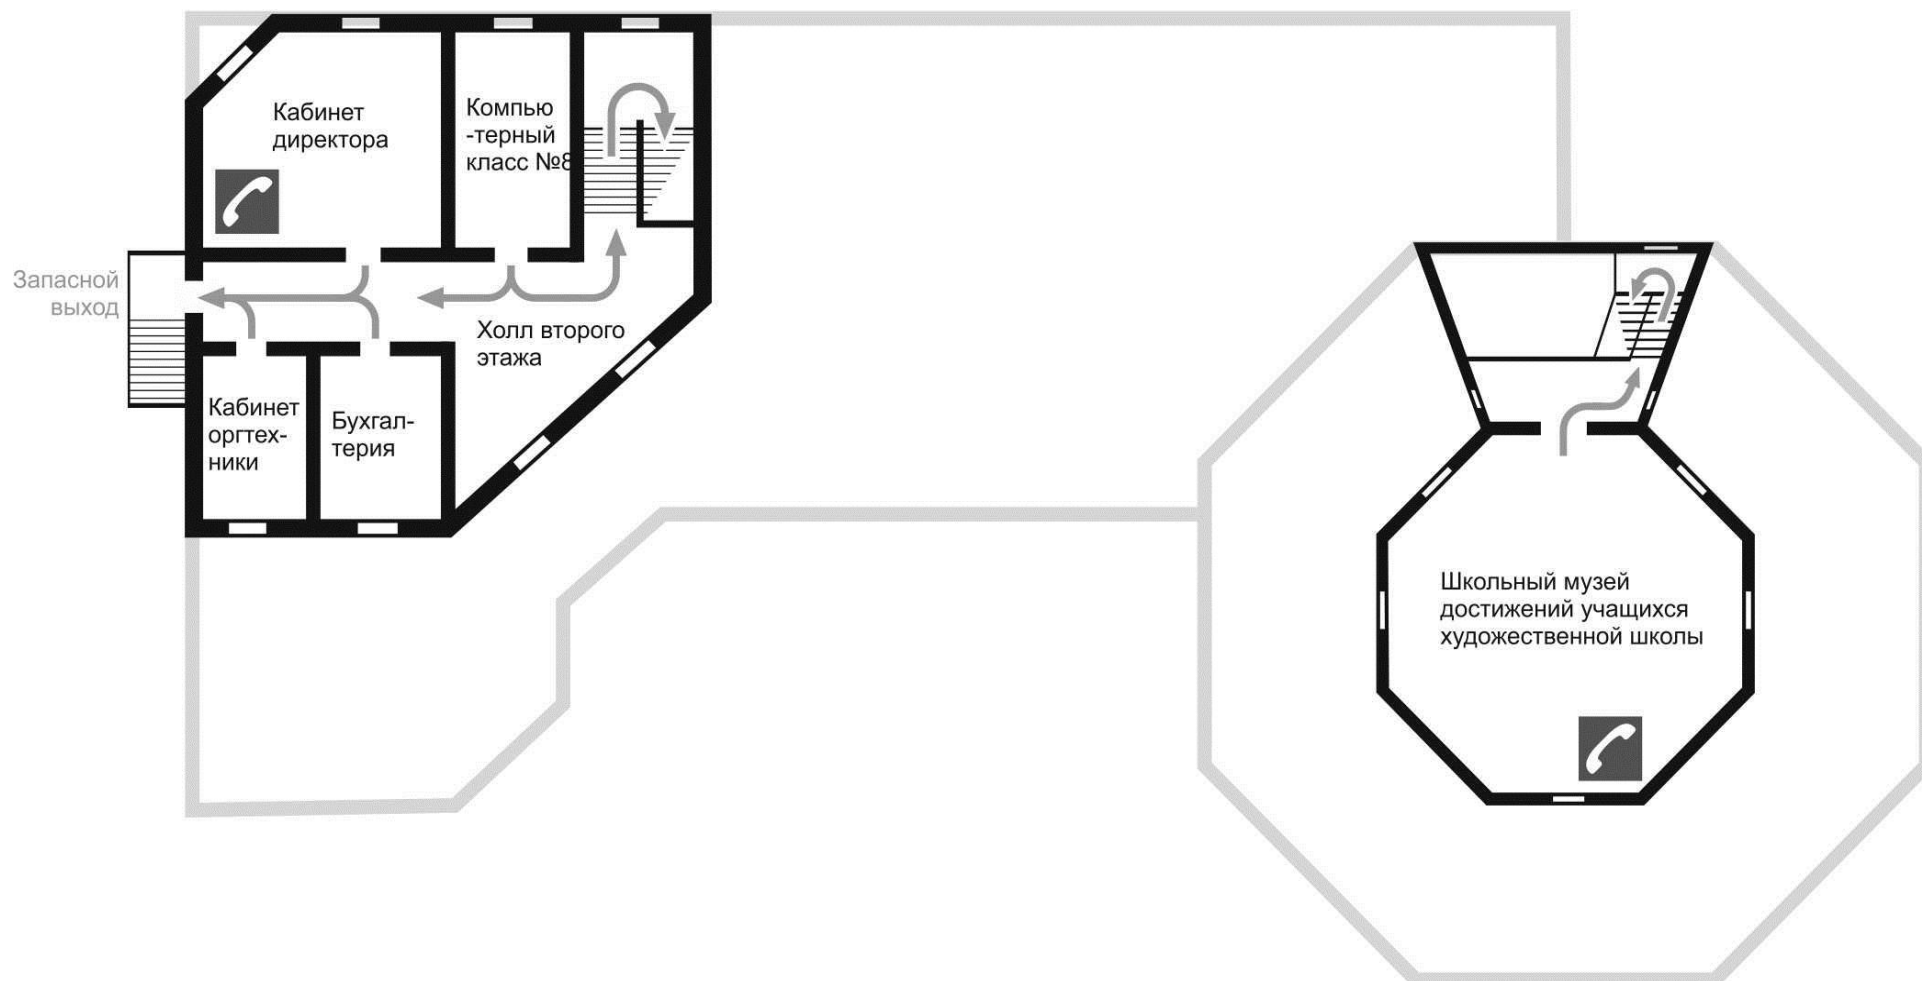 Кабинет
директора
Компью
-терный
класс №8
Запасной
выход
Холл второго
этажа
Кабинет
оргтех-
ники
Бухгал-
терия
Школьный музей
достижений учащихся
художественной школы